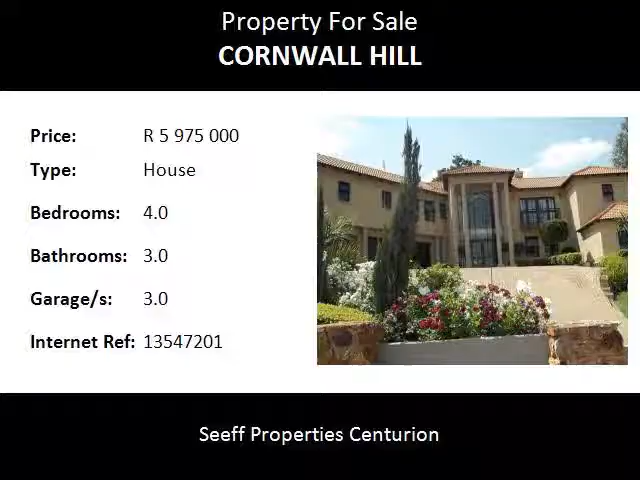 Property For Sale
CORNWALL HILL
Price: R 5 975 000
Type: House
Bedrooms: 4.0
Bathrooms: 3.0
Garage/s: 3.0
Internet Ref: 13547201
Seeff Properties Centurion